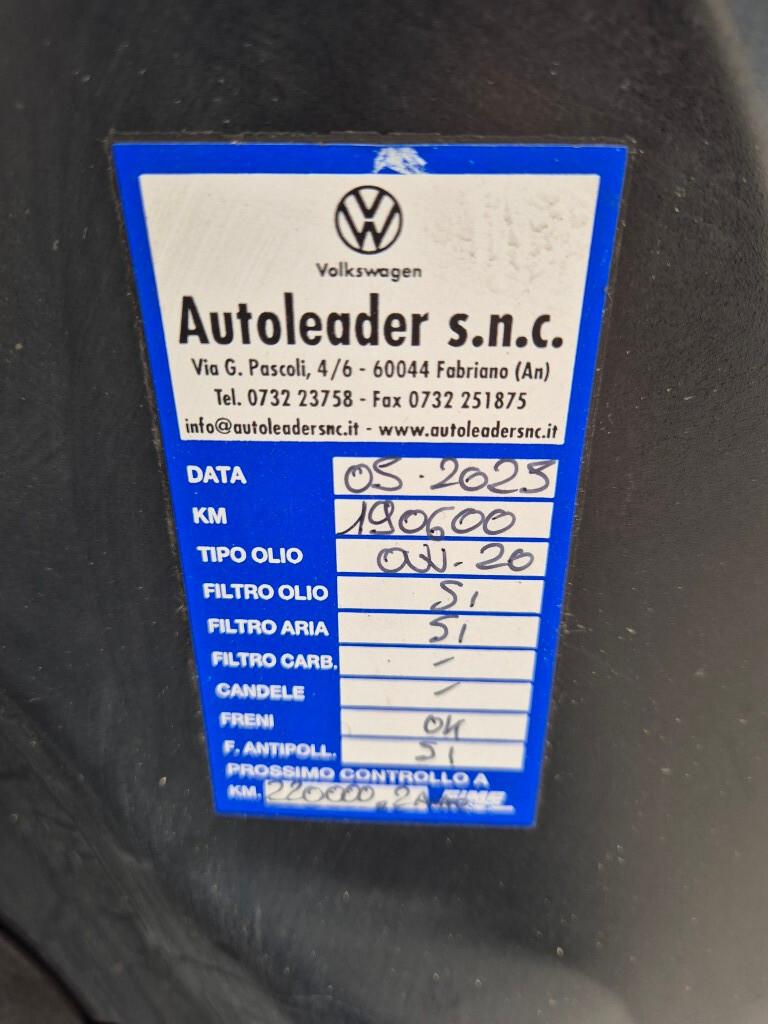 Volkswagen
Autoleader s.n.c.
Via G. Pascoli, 4/6 - 60044 Fabriano (An)
Tel. 0732 23758 - Fax 0732 251875
info@autoleadersnc.it - www.autoleadersnc.it
DATA 05.2023
KM 190600
TIPO OLIO 0W.20
FILTRO OLIO Si
FILTRO ARIA Si
FILTRO CARB. -
CANDELE -
FRENI OK
F. ANTIPOLL. Si
PROSSIMO CONTROLLO A
KM. 220000 2